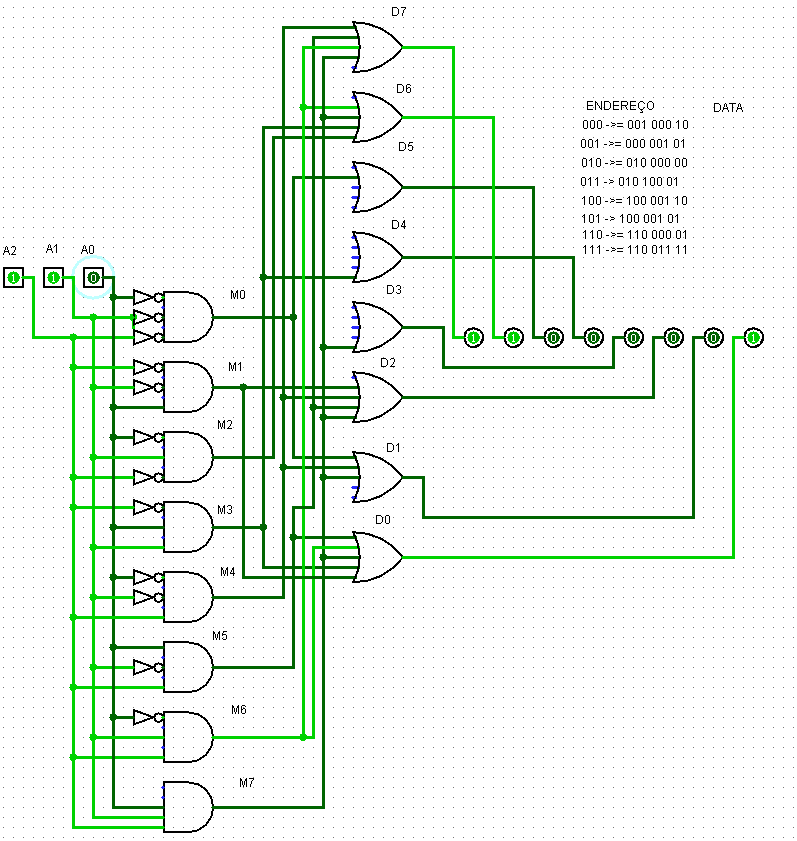 D7
D6
D5
D4
D3
D2
D1
D0
ENDEREÇO DATA
000 ->= 001 000 10
001 ->= 000 001 01
010 ->= 010 000 00
011 -> 010 100 01
100 ->= 100 001 10
101 -> 100 001 01
110 ->= 110 000 01
111 ->= 110 011 11
A2 A1 A0
1 1 0
M0
M1
M2
M3
M4
M5
M6
M7
1 1 0 0 0 0 0 1